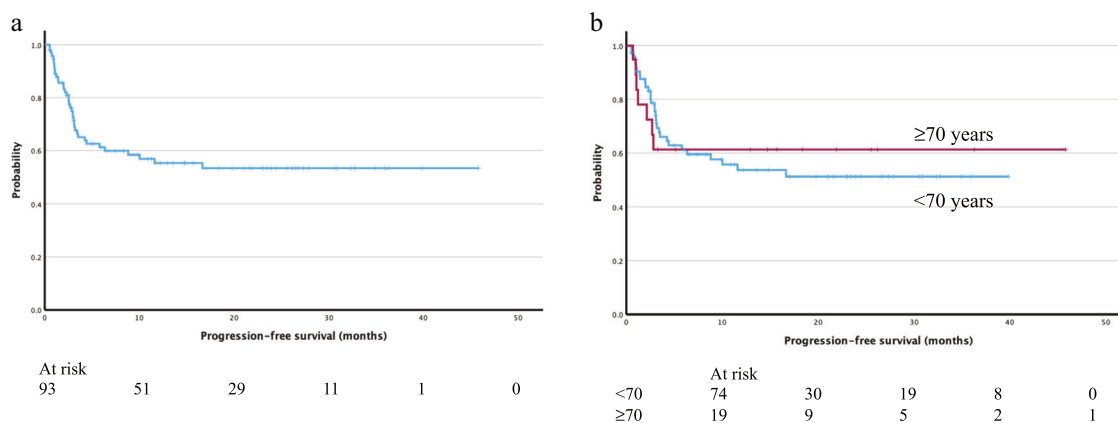 a
1.0
0.8
0.6
0.4
0.2
0.0
Probability
0 10 20 30 40 50
Progression-free survival (months)
At risk
93 51 29 11 1 0
b
1.0
0.8
0.6
0.4
0.2
0.0
Probability
≥70 years
<70 years
0 10 20 30 40 50
Progression-free survival (months)
At risk
<70 74 30 19 8 0
≥70 19 9 5 2 1